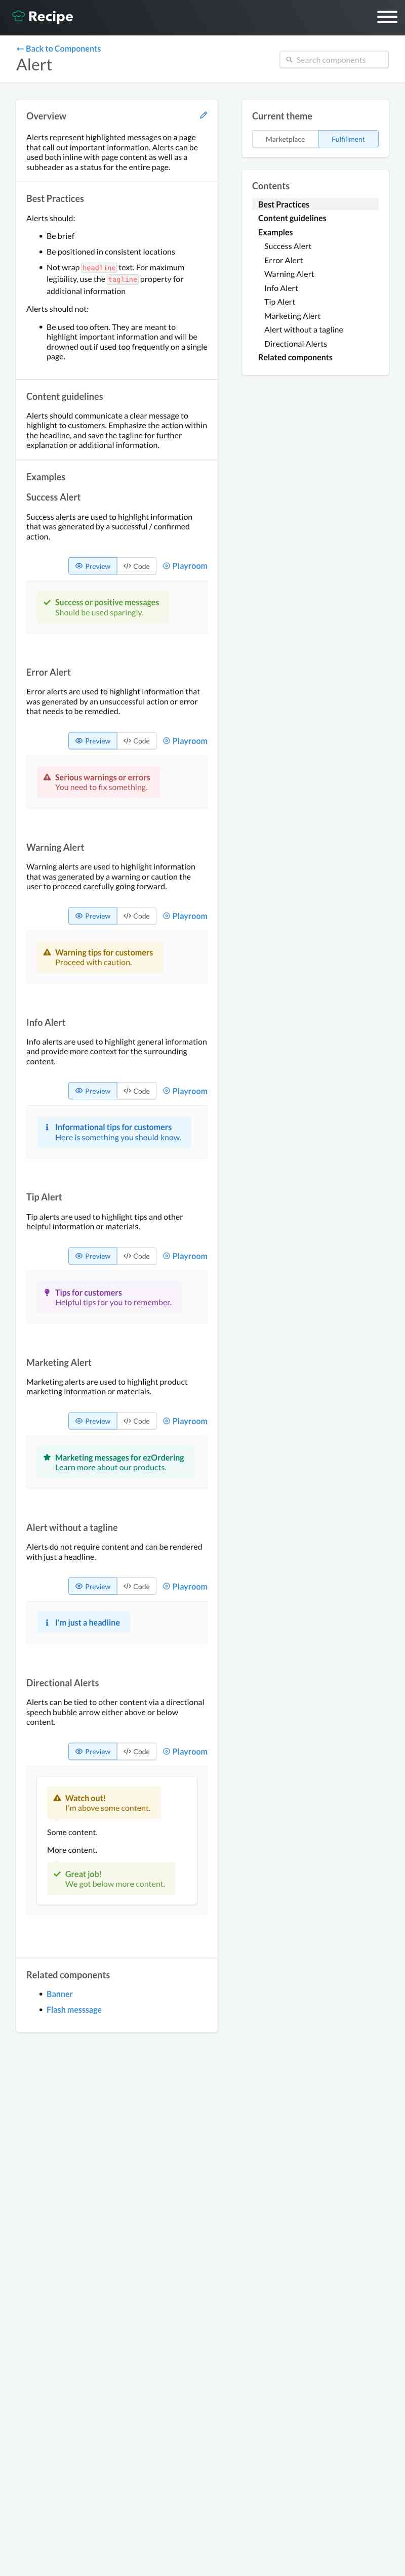 Recipe
← Back to Components
Alert
Search components
Overview
Alerts represent highlighted messages on a page
that call out important information. Alerts can be
used both inline with page content as well as a
subheader as a status for the entire page.
Best Practices
Alerts should:
• Be brief
• Be positioned in consistent locations
• Not wrap headline text. For maximum
legibility, use the tagline property for
additional information
Alerts should not:
• Be used too often. They are meant to
highlight important information and will be
drowned out if used too frequently on a single
page.
Content guidelines
Alerts should communicate a clear message to
highlight to customers. Emphasize the action within
the headline, and save the tagline for further
explanation or additional information.
Examples
Success Alert
Success alerts are used to highlight information
that was generated by a successful / confirmed
action.
Preview Code Playroom
Success or positive messages
Should be used sparingly.
Error Alert
Error alerts are used to highlight information that
was generated by an unsuccessful action or error
that needs to be remedied.
Preview Code Playroom
Serious warnings or errors
You need to fix something.
Warning Alert
Warning alerts are used to highlight information
that was generated by a warning or caution the
user to proceed carefully going forward.
Preview Code Playroom
Warning tips for customers
Proceed with caution.
Info Alert
Info alerts are used to highlight general information
and provide more context for the surrounding
content.
Preview Code Playroom
Informational tips for customers
Here is something you should know.
Tip Alert
Tip alerts are used to highlight tips and other
helpful information or materials.
Preview Code Playroom
Tips for customers
Helpful tips for you to remember.
Marketing Alert
Marketing alerts are used to highlight product
marketing information or materials.
Preview Code Playroom
Marketing messages for ezOrdering
Learn more about our products.
Alert without a tagline
Alerts do not require content and can be rendered
with just a headline.
Preview Code Playroom
I'm just a headline
Directional Alerts
Alerts can be tied to other content via a directional
speech bubble arrow either above or below
content.
Preview Code Playroom
Watch out!
I'm above some content.
Some content.
More content.
Great job!
We got below more content.
Related components
• Banner
• Flash messsage
Current theme
Marketplace Fulfillment
Contents
Best Practices
Content guidelines
Examples
Success Alert
Error Alert
Warning Alert
Info Alert
Tip Alert
Marketing Alert
Alert without a tagline
Directional Alerts
Related components